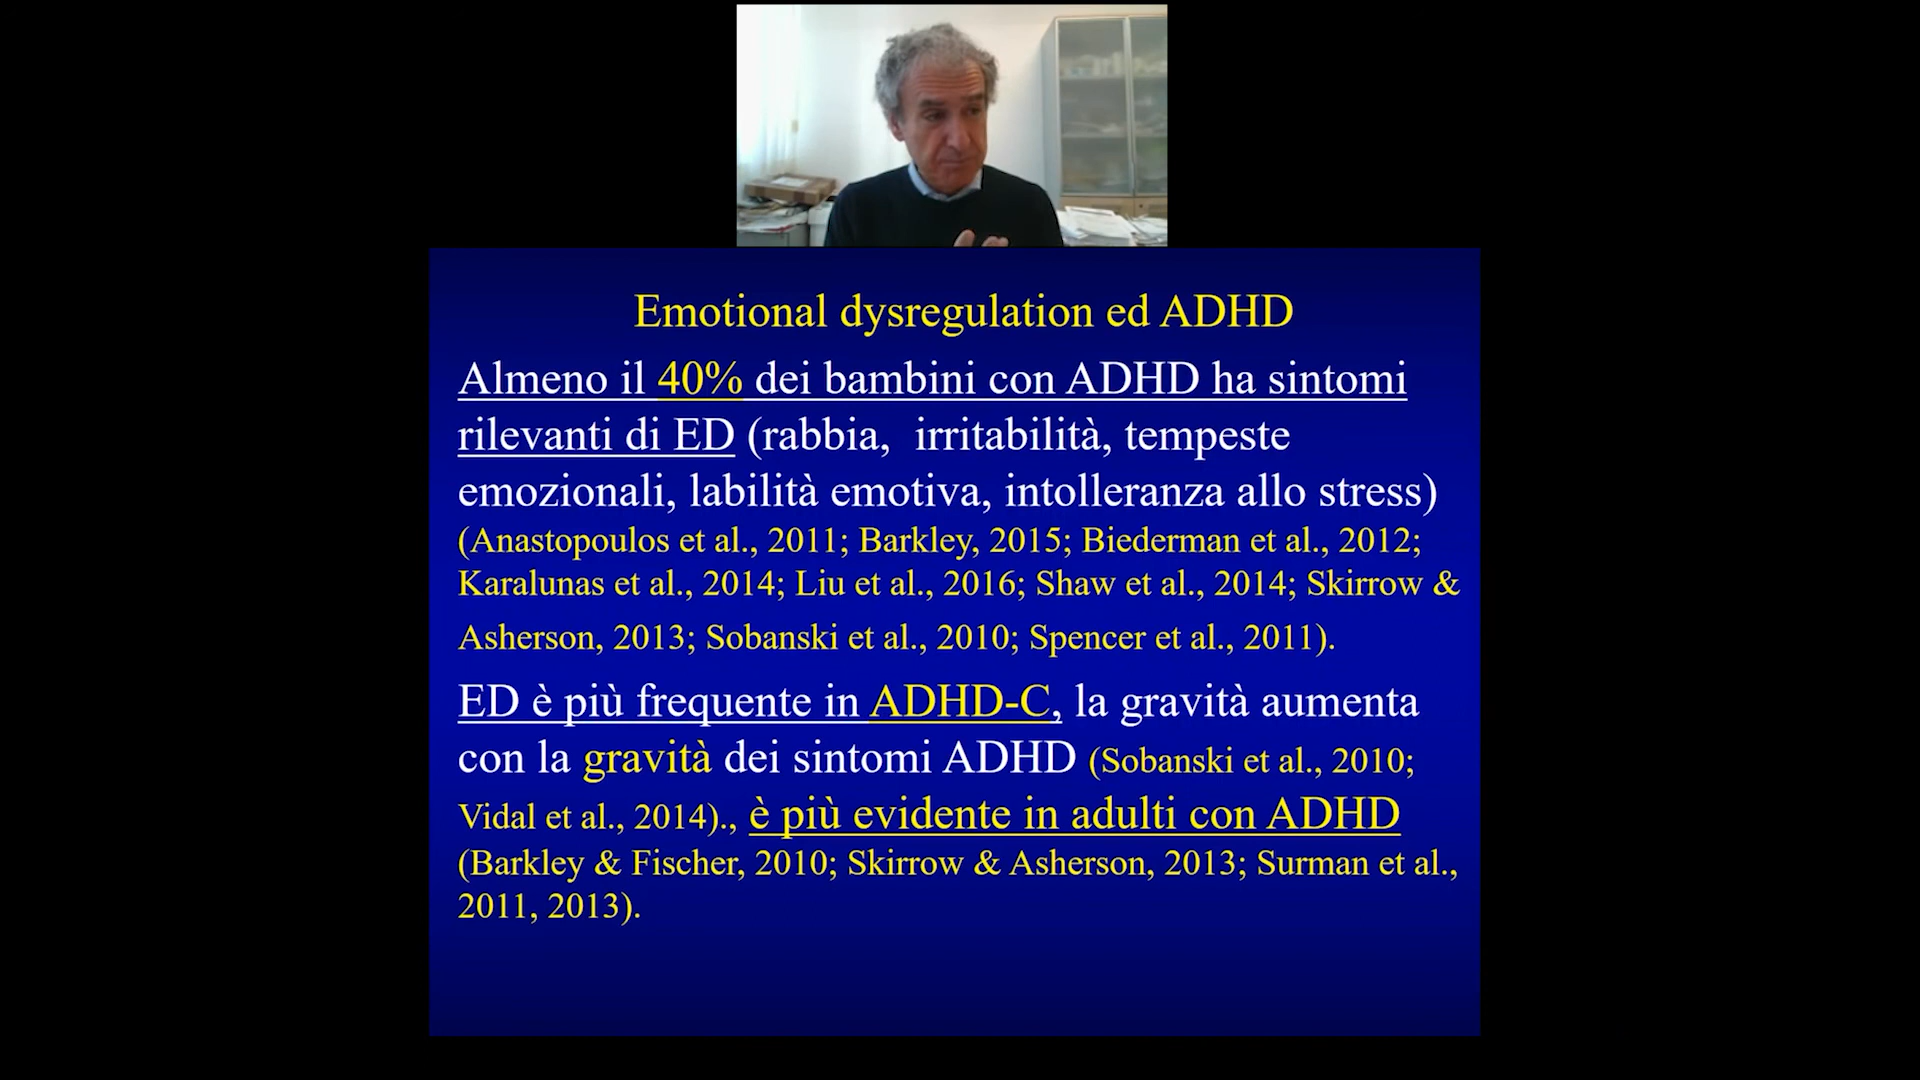 Emotional dysregulation ed ADHD
Almeno il 40% dei bambini con ADHD ha sintomi
rilevanti di ED (rabbia,  irritabilità, tempeste
emozionali, labilità emotiva, intolleranza allo stress)
(Anastopoulos et al., 2011; Barkley, 2015; Biederman et al., 2012;
Karalunas et al., 2014; Liu et al., 2016; Shaw et al., 2014; Skirrow &
Asherson, 2013; Sobanski et al., 2010; Spencer et al., 2011).
ED è più frequente in ADHD-C, la gravità aumenta
con la gravità dei sintomi ADHD (Sobanski et al., 2010;
Vidal et al., 2014)., è più evidente in adulti con ADHD
(Barkley & Fischer, 2010; Skirrow & Asherson, 2013; Surman et al.,
2011, 2013).